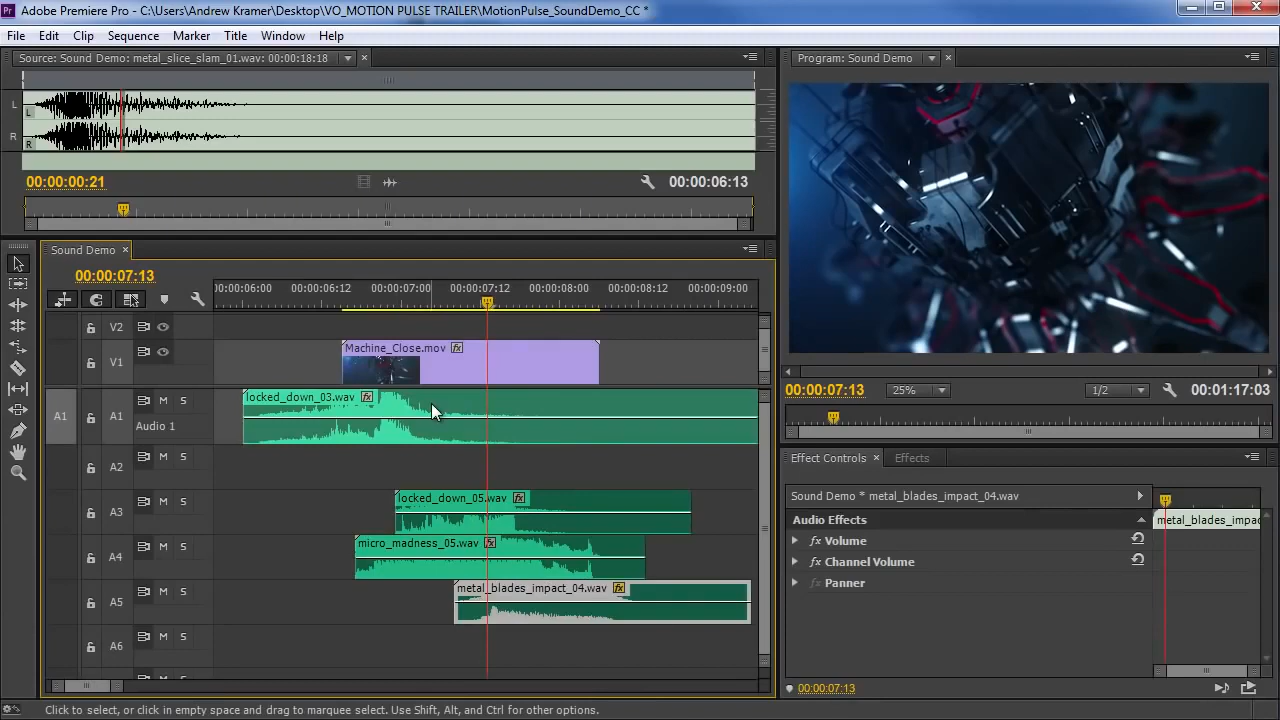 Pr Adobe Premiere Pro - C:\Users\Andrew Kramer\Desktop\VO_MOTION PULSE TRAILER\MotionPulse_SoundDemo_CC *
File Edit Clip Sequence Marker Title Window Help
Source: Sound Demo: metal_slice_slam_01.wav: 00:00:18:18
Program: Sound Demo
L
L
R
R
00:00:00:21
00:00:06:13
Sound Demo
00:00:07:13
00:00:06:00 00:00:06:12 00:00:07:00 00:00:07:12 00:00:08:00 00:00:08:12 00:00:09:00
V2
V1
Machine_Close.mov fx
A1 A1 M S
Audio 1
locked_down_03.wav fx
A2 M S
A3 M S
locked_down_05.wav fx
A4 M S
micro_madness_05.wav fx
A5 M S
metal_blades_impact_04.wav fx
A6 M S
00:00:07:13 25% 1/2 00:01:17:03
Effect Controls Effects
Sound Demo * metal_blades_impact_04.wav
Audio Effects
metal_blades_impac
fx Volume
fx Channel Volume
fx Panner
00:00:07:13
Click to select, or click in empty space and drag to marquee select. Use Shift, Alt, and Ctrl for other options.